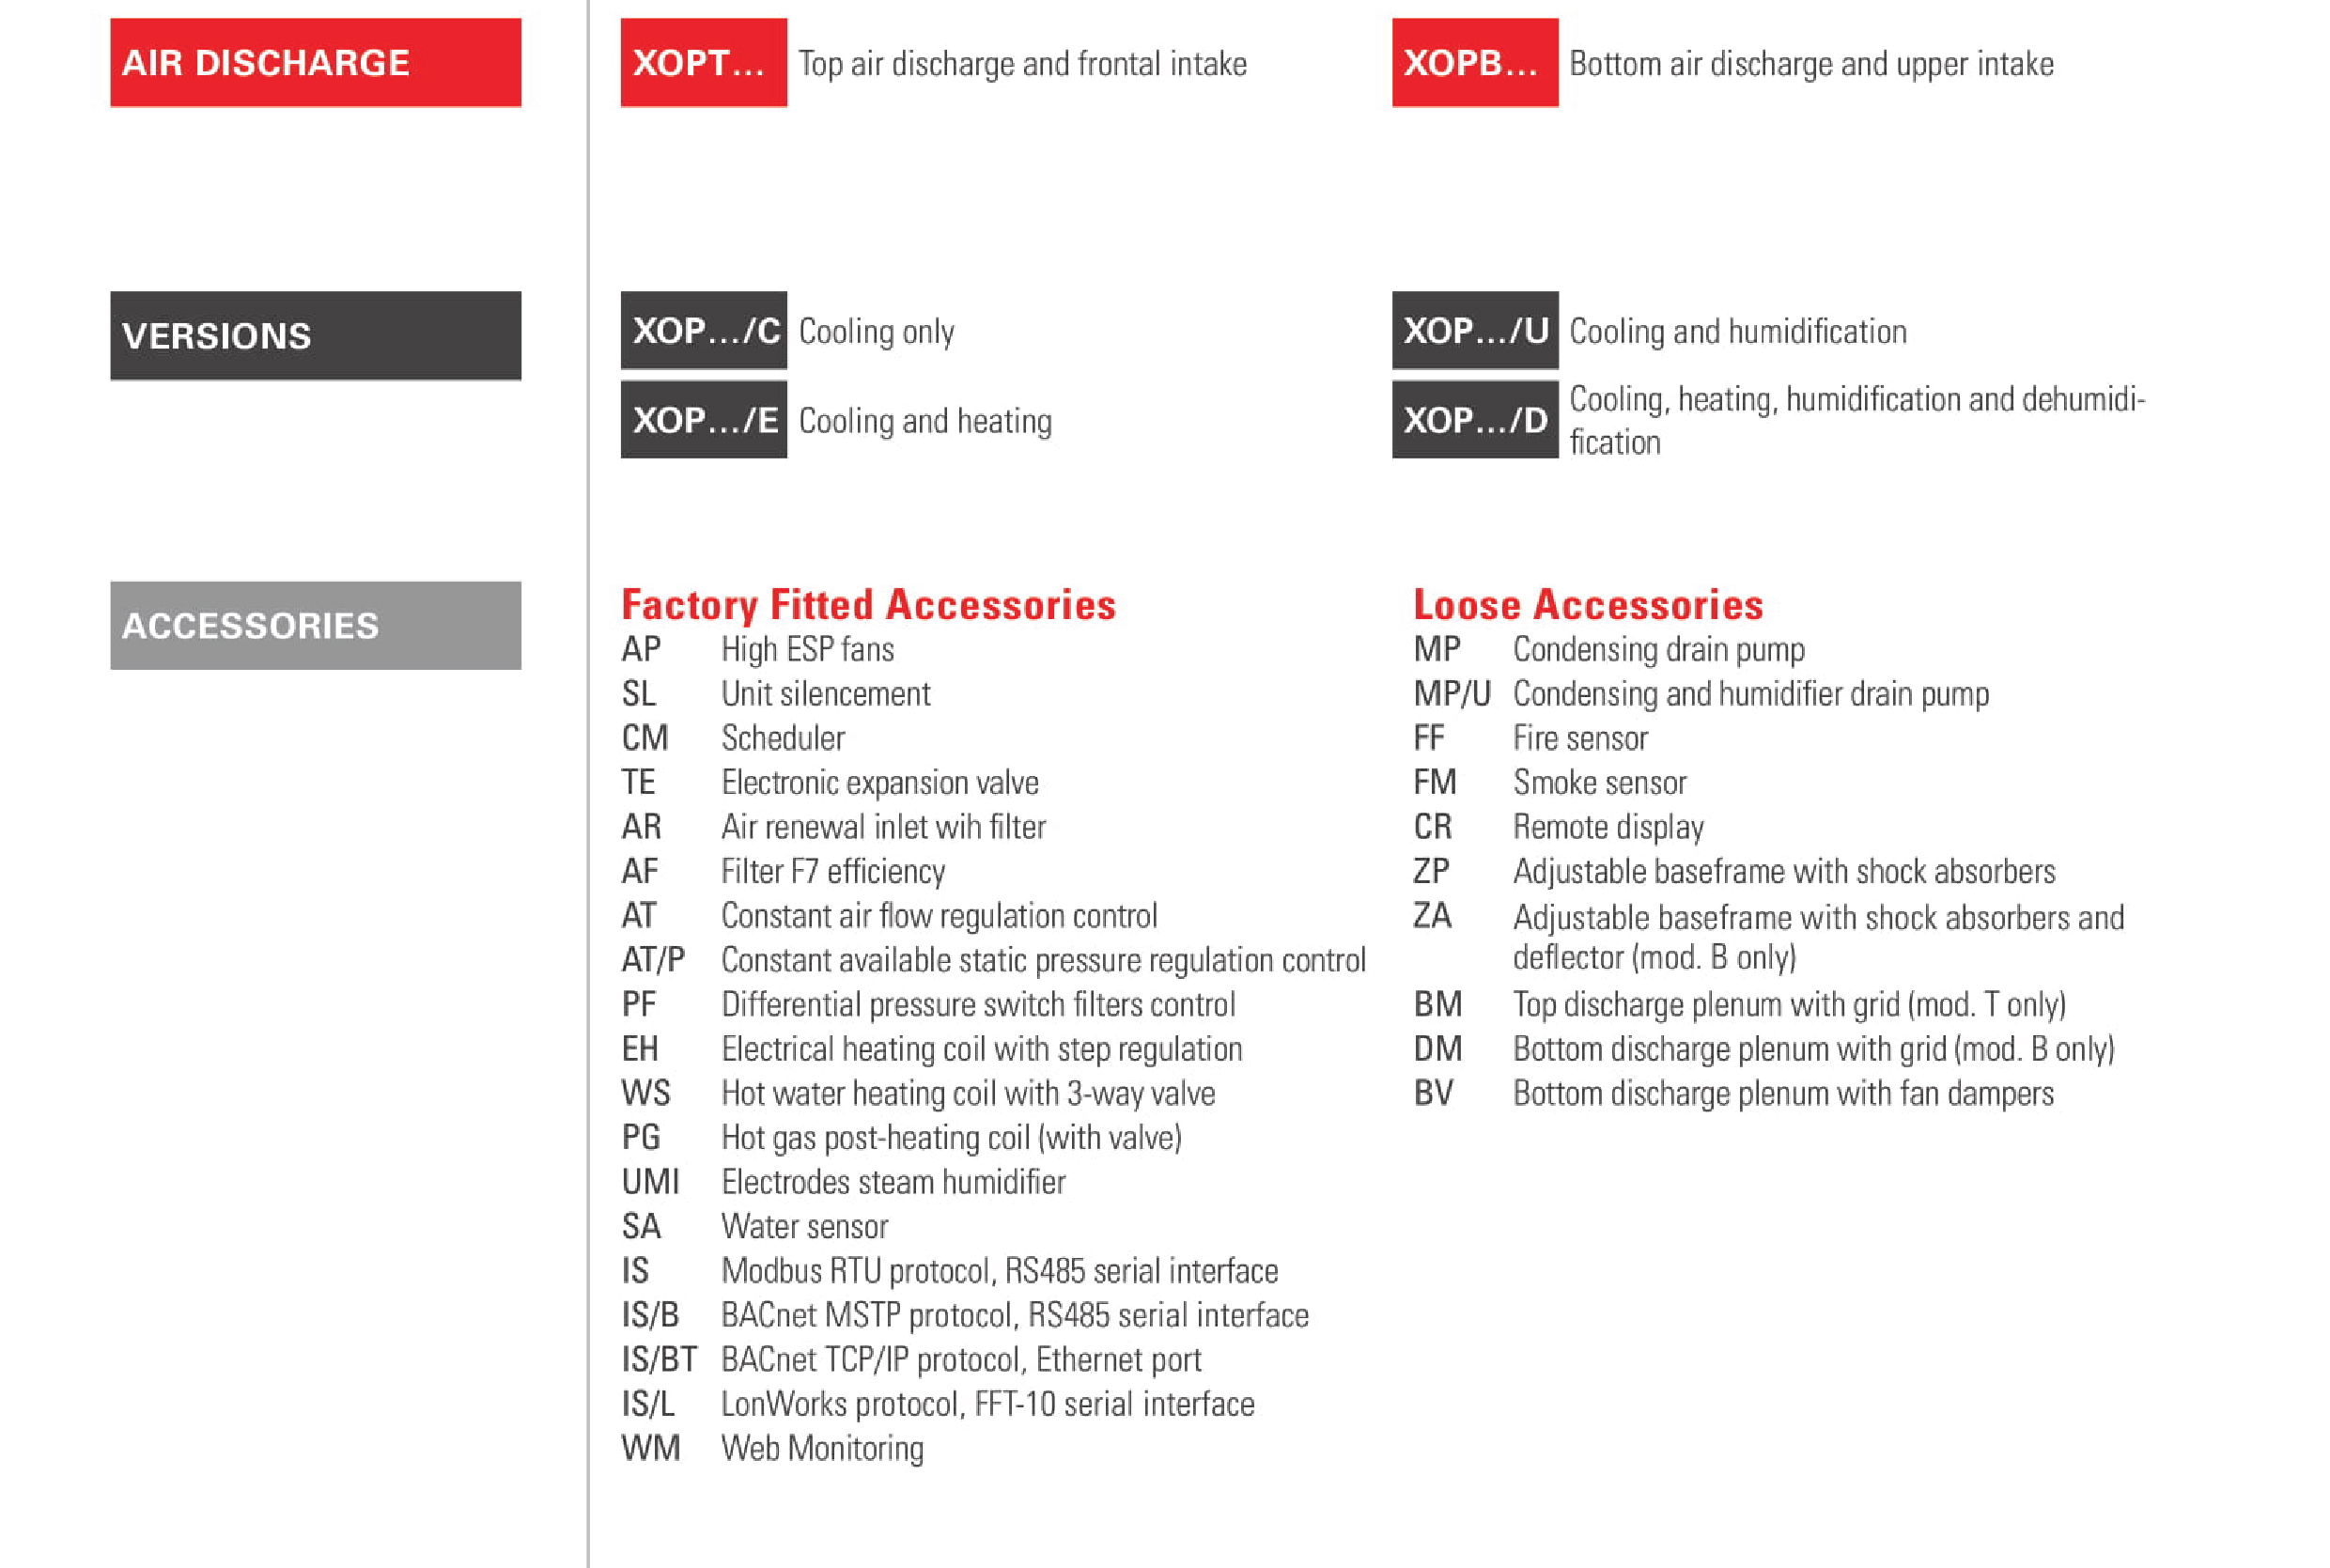 AIR DISCHARGE
XOPT... Top air discharge and frontal intake
XOPB... Bottom air discharge and upper intake
VERSIONS
XOP.../C Cooling only
XOP.../U Cooling and humidification
XOP.../E Cooling and heating
XOP.../D Cooling, heating, humidification and dehumidi-
fication
ACCESSORIES
Factory Fitted Accessories
AP High ESP fans
SL Unit silencement
CM Scheduler
TE Electronic expansion valve
AR Air renewal inlet wih filter
AF Filter F7 efficiency
AT Constant air flow regulation control
AT/P Constant available static pressure regulation control
PF Differential pressure switch filters control
EH Electrical heating coil with step regulation
WS Hot water heating coil with 3-way valve
PG Hot gas post-heating coil (with valve)
UMI Electrodes steam humidifier
SA Water sensor
IS Modbus RTU protocol, RS485 serial interface
IS/B BACnet MSTP protocol, RS485 serial interface
IS/BT BACnet TCP/IP protocol, Ethernet port
IS/L LonWorks protocol, FFT-10 serial interface
WM Web Monitoring
Loose Accessories
MP Condensing drain pump
MP/U Condensing and humidifier drain pump
FF Fire sensor
FM Smoke sensor
CR Remote display
ZP Adjustable baseframe with shock absorbers
ZA Adjustable baseframe with shock absorbers and
deflector (mod. B only)
BM Top discharge plenum with grid (mod. T only)
DM Bottom discharge plenum with grid (mod. B only)
BV Bottom discharge plenum with fan dampers